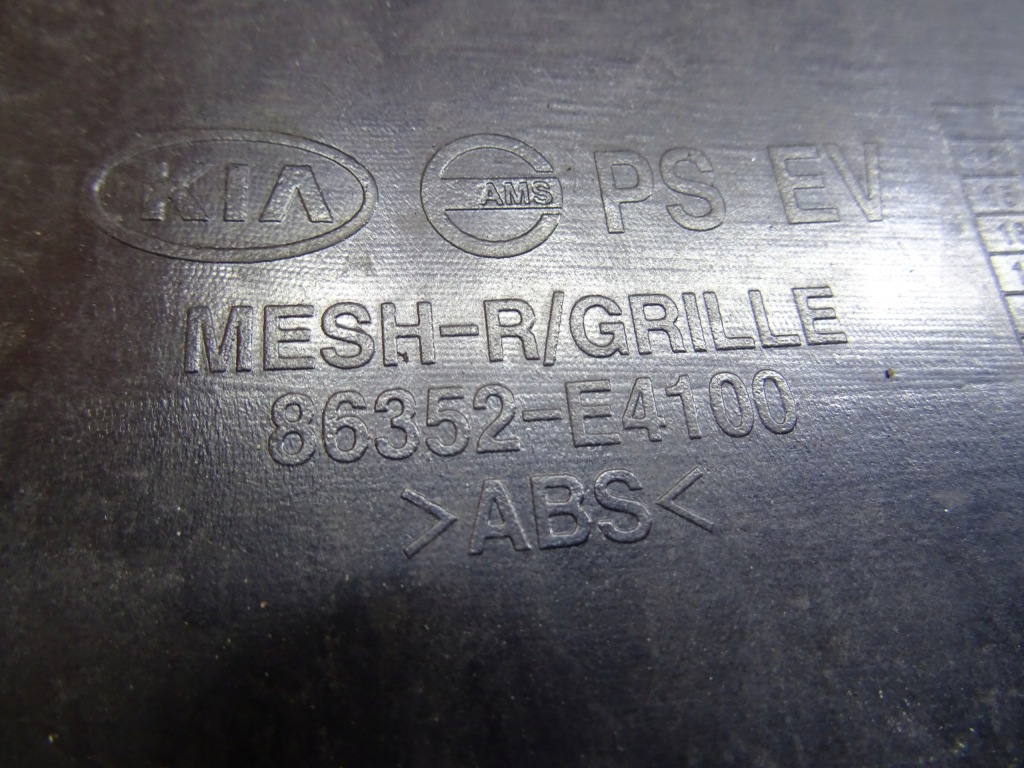 KIA AMS PS EV
MESH-R/GRILLE
86352-E4100
>ABS<